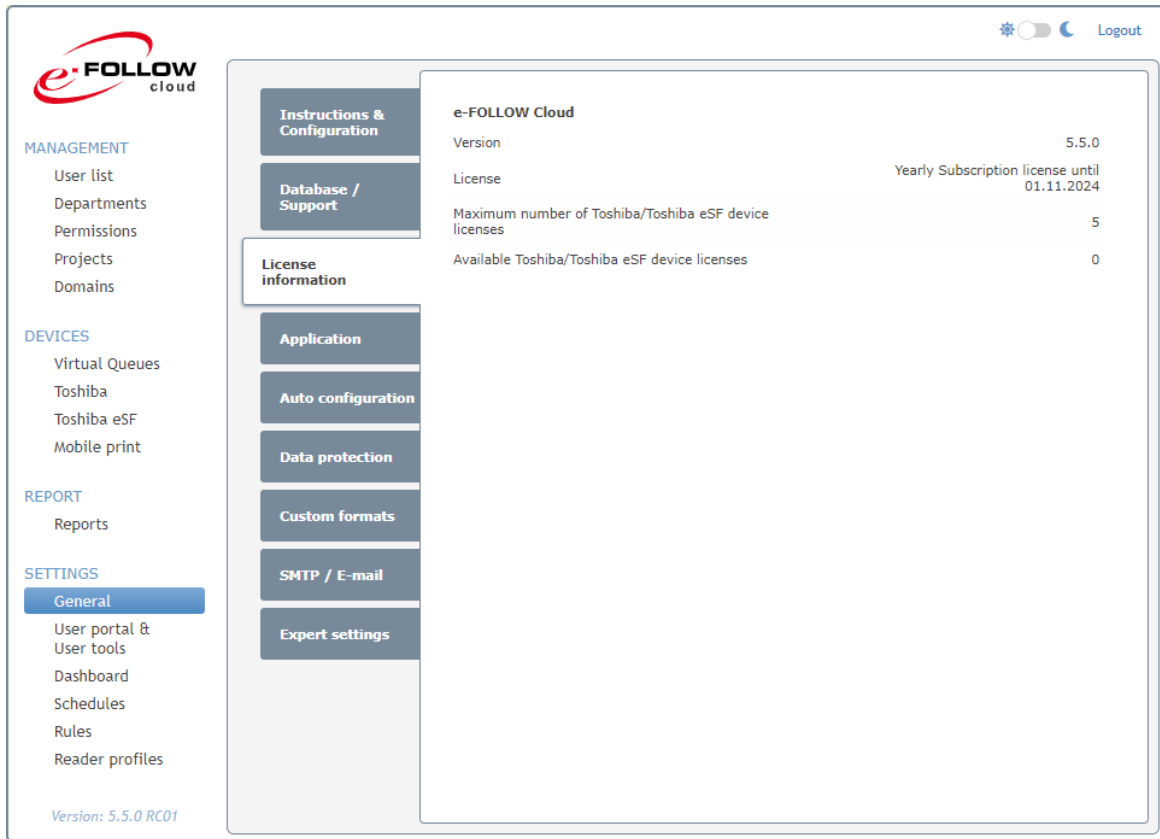 Logout
e-FOLLOW
cloud
MANAGEMENT
User list
Departments
Permissions
Projects
Domains
DEVICES
Virtual Queues
Toshiba
Toshiba eSF
Mobile print
REPORT
Reports
SETTINGS
General
User portal &
User tools
Dashboard
Schedules
Rules
Reader profiles
Version: 5.5.0 RC01
Instructions &
Configuration
Database /
Support
License
information
Application
Auto configuration
Data protection
Custom formats
SMTP / E-mail
Expert settings
e-FOLLOW Cloud
Version 5.5.0
License Yearly Subscription license until
01.11.2024
Maximum number of Toshiba/Toshiba eSF device
licenses 5
Available Toshiba/Toshiba eSF device licenses 0